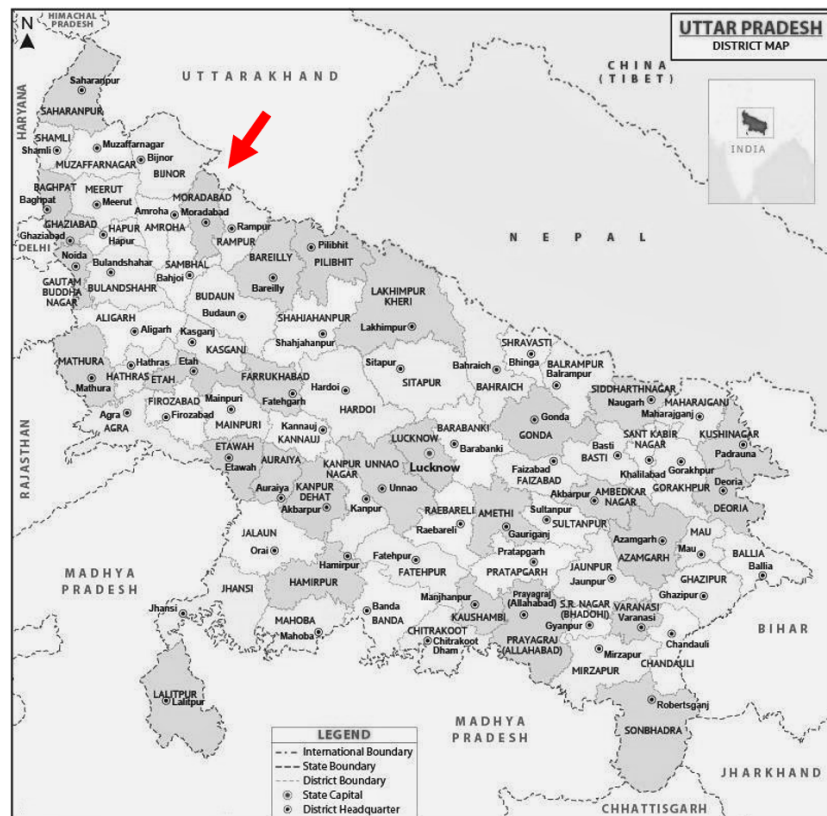 HIMACHAL
PRADESH
N
UTTAR PRADESH
DISTRICT MAP
CHINA
(TIBET)
INDIA
UTTARAKHAND
HARYANA
Saharanpur
SAHARANPUR
SHAMLI
Shamli
Muzaffarnagar
MUZAFFARNAGAR
Bijnor
BIJNOR
BAGHPAT
Baghpat
MEERUT
Meerut
MORADABAD
Moradabad
Amroha
AMROHA
Rampur
RAMPUR
GHAZIABAD
Ghaziabad
HAPUR
Hapur
DELHI
NEPAL
Noida
Bulandshahar
BULANDSHAHR
SAMBHAL
Bahjoi
BAREILLY
Bareilly
Pilibhit
PILIBHIT
GAUTAM
BUDDHA
NAGAR
BUDAUN
Budaun
SHAHJAHANPUR
Shahjahanpur
LAKHIMPUR
KHERI
Lakhimpur
ALIGARH
Aligarh
Kasganj
KASGANJ
MATHURA
Mathura
Hathras
HATHRAS
Etah
ETAH
FARRUKHABAD
Fatehgarh
Hardoi
HARDOI
Sitapur
SITAPUR
Bahraich
BAHRAICH
SHRAVASTI
Bhinga
BALRAMPUR
Balrampur
SIDDHARTHNAGAR
Naugarh
MAHARAJGANJ
Maharajganj
Agra
AGRA
FIROZABAD
Firozabad
Mainpuri
MAINPURI
Kannauj
KANNAUJ
RAJASTHAN
ETAWAH
Etawah
AURAIYA
Auraiya
KANPUR
DEHAT
Akbarpur
KANPUR
NAGAR
Kanpur
UNNAO
Unnao
LUCKNOW
Lucknow
BARABANKI
Barabanki
Gonda
GONDA
Faizabad
FAIZABAD
Basti
BASTI
SANT KABIR
NAGAR
Khalilabad
Gorakhpur
GORAKHPUR
KUSHINAGAR
Padrauna
Deoria
DEORIA
Akbarpur
AMBEDKAR
NAGAR
RAEBARELI
Raebareli
AMETHI
Gauriganj
Sultanpur
SULTANPUR
Azamgarh
AZAMGARH
MAU
Mau
BALLIA
Ballia
JALAUN
Orai
JHANSI
Jhansi
Hamirpur
HAMIRPUR
Fatehpur
FATEHPUR
Pratapgarh
PRATAPGARH
JAUNPUR
Jaunpur
GHAZIPUR
Ghazipur
MADHYA
PRADESH
MAHOBA
Mahoba
Banda
BANDA
Manjhanpur
KAUSHAMBI
CHITRAKOOT
Chitrakoot
Dham
Prayagraj
(Allahabad)
PRAYAGRAJ
(ALLAHABAD)
S.R. NAGAR
(BHADOHI)
Gyanpur
VARANASI
Varanasi
Chandauli
CHANDAULI
Mirzapur
MIRZAPUR
BIHAR
LALITPUR
Lalitpur
Robertsganj
SONBHADRA
MADHYA
PRADESH
JHARKHAND
CHHATTISGARH
LEGEND
International Boundary
State Boundary
District Boundary
State Capital
District Headquarter